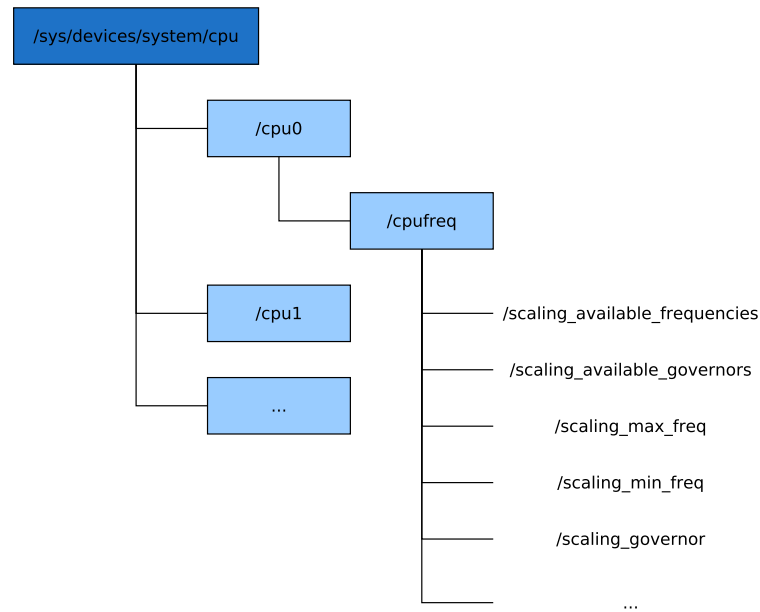 /sys/devices/system/cpu
/cpu0
/cpufreq
/scaling_available_frequencies
/scaling_available_governors
/scaling_max_freq
/scaling_min_freq
/scaling_governor
...
/cpu1
...